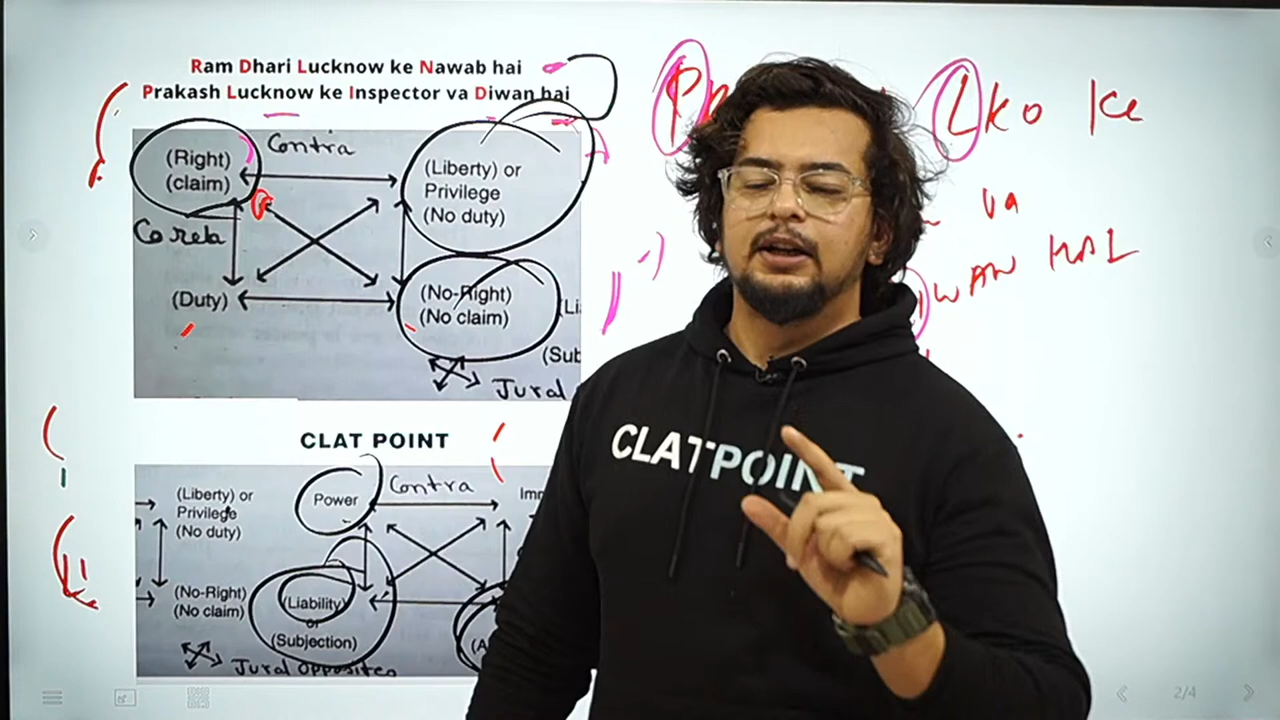 Ram Dhari Lucknow ke Nawab hai
Prakash Lucknow ke Inspector va Diwan hai
Contra
(Right)
(claim)
(Liberty) or
Privilege
(No duty)
(Duty)
(No-Right)
(No claim)
Jural
Lko ke
va
HAI
CLAT POINT
(Liberty) or
Privilege
(No duty)
Power
Contra
(No-Right)
(No claim)
(Liability)
or
(Subjection)
Jural Opposites
CLATPOINT
2/4